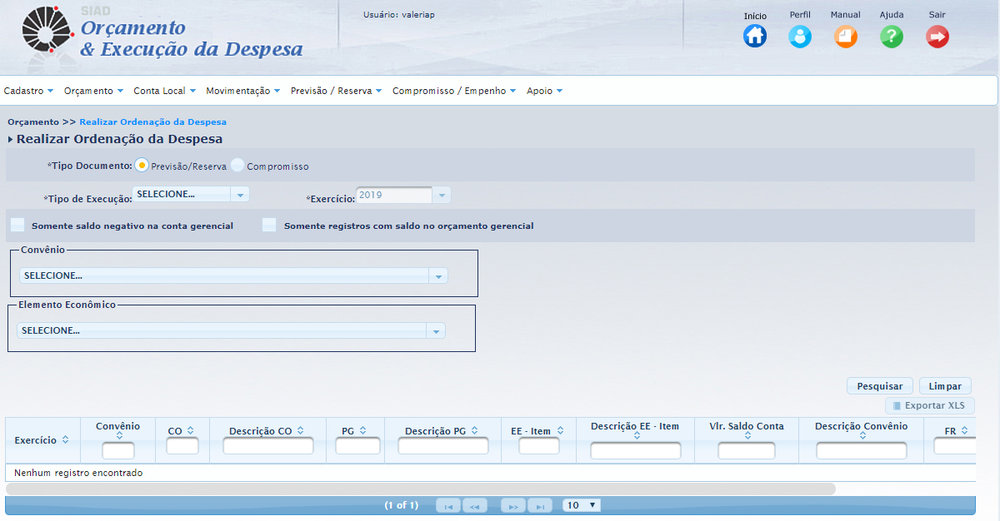 SIAD
Orçamento
& Execução da Despesa
Usuário: valeriap
Início Perfil Manual Ajuda Sair
Cadastro Orçamento Conta Local Movimentação Previsão / Reserva Compromisso / Empenho Apoio
Orçamento >> Realizar Ordenação da Despesa
Realizar Ordenação da Despesa
*Tipo Documento: Previsão/Reserva Compromisso
*Tipo de Execução: SELECIONE... *Exercício: 2019
Somente saldo negativo na conta gerencial Somente registros com saldo no orçamento gerencial
Convênio
SELECIONE...
Elemento Econômico
SELECIONE...
Pesquisar Limpar
Exportar XLS
Exercício Convênio CO Descrição CO PG Descrição PG EE - Item Descrição EE - Item Vlr. Saldo Conta Descrição Convênio FR
Nenhum registro encontrado
(1 of 1) 10